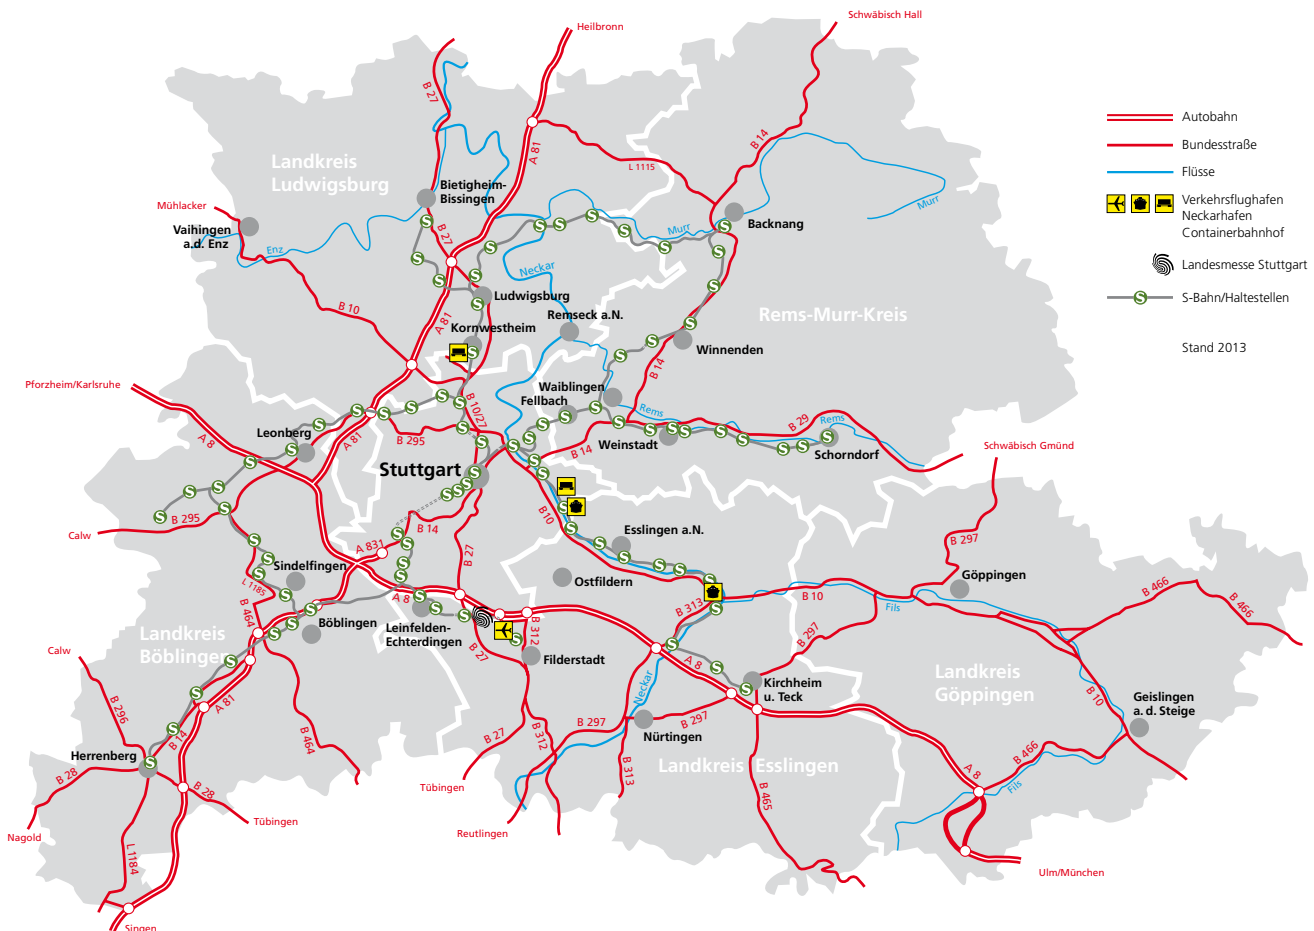 Schwäbisch Hall
Heilbronn
B 27
A 81
B 14
L 1115
Landkreis
Ludwigsburg
Bietigheim-
Bissingen
Mühlacker
Vaihingen
a.d. Enz
Enz
B 27
Murr
Murr
Backnang
Neckar
Ludwigsburg
B 10
A 81
Kornwestheim
Remseck a.N.
Rems-Murr-Kreis
Winnenden
B 14
Pforzheim/Karlsruhe
Waiblingen
Fellbach
Rems
B 10/27
A 8
Leonberg
A 81
B 295
B 14
Weinstadt
B 29
Rems
Schorndorf
Schwäbisch Gmünd
Stuttgart
B 295
Calw
B 14
B10
Esslingen a.N.
A 831
B 27
B 297
Sindelfingen
L1185
Ostfildern
Göppingen
B 464
A 8
B 313
B 10
Fils
B 466
B 466
Landkreis
Böblingen
Böblingen
Leinfelden-
Echterdingen
B 312
B 27
Filderstadt
B 297
Calw
A 8
Neckar
Kirchheim
u. Teck
Landkreis
Göppingen
B 10
Geislingen
a. d. Steige
B 296
A 81
B 14
B 464
B 27
B 312
B 297
B 297
Nürtingen
Herrenberg
B 28
B 28
B 313
Landkreis Esslingen
B 465
B 466
A 8
Fils
Tübingen
Tübingen
Nagold
Reutlingen
L 1184
Ulm/München
Singen
Autobahn
Bundesstraße
Flüsse
Verkehrsflughafen
Neckarhafen
Containerbahnhof
Landesmesse Stuttgart
S S-Bahn/Haltestellen
Stand 2013